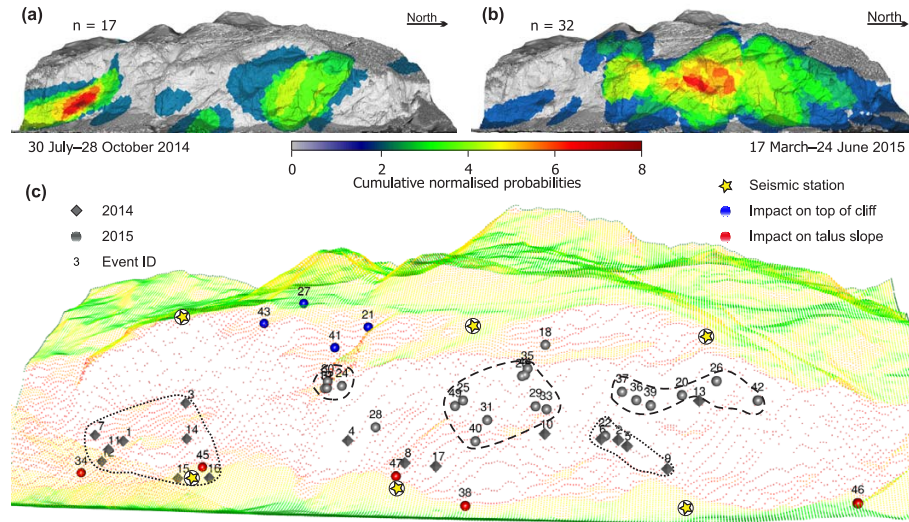 (a)
n = 17
North
(b)
n = 32
North
30 July–28 October 2014
17 March–24 June 2015
0 2 4 6 8
Cumulative normalised probabilities
(c)
2014
2015
3 Event ID
Seismic station
Impact on top of cliff
Impact on talus slope
27
43
21
41
18
35
24
26
37
36
39
20
13
42
3
25
49
29
33
31
28
40
10
7
1
14
4
22
6
5
11
8
17
9
34
45
47
15
16
38
46